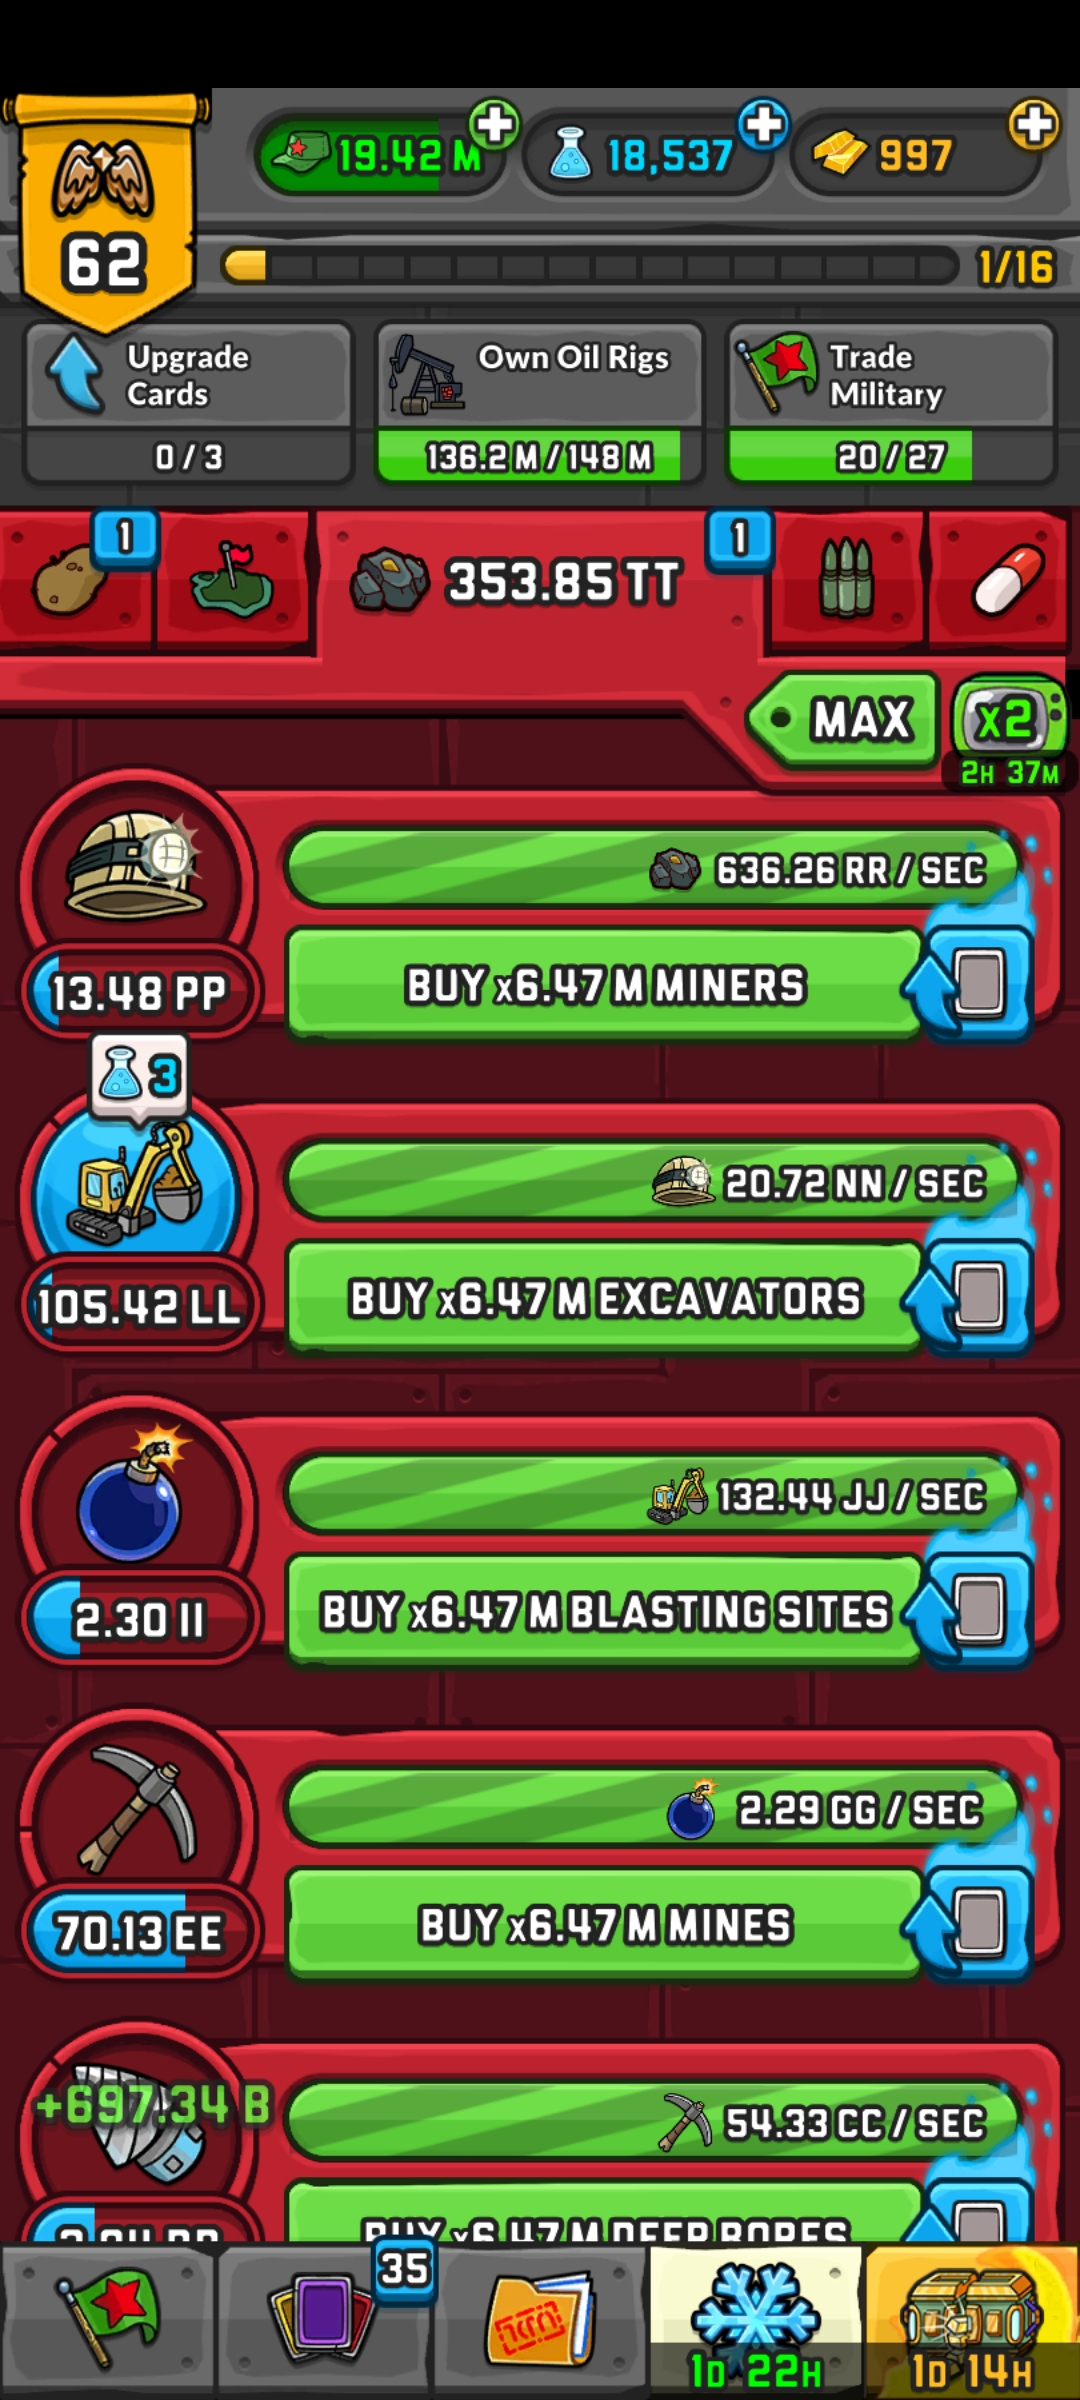 19.42 M
18,537
997
62
1/16
Upgrade
Cards
Own Oil Rigs
Trade
Military
0 / 3
136.2 M / 148 M
20 / 27
1
353.85 TT
1
MAX
x2
2H 37M
636.26 RR / SEC
13.48 PP
BUY x6.47 M MINERS
3
20.72 NN / SEC
105.42 LL
BUY x6.47 M EXCAVATORS
132.44 JJ / SEC
2.30 II
BUY x6.47 M BLASTING SITES
2.29 GG / SEC
70.13 EE
BUY x6.47 M MINES
+697.34 B
54.33 CC / SEC
BUY x6.47 M DEEP BORES
35
1D 22H
1D 14H